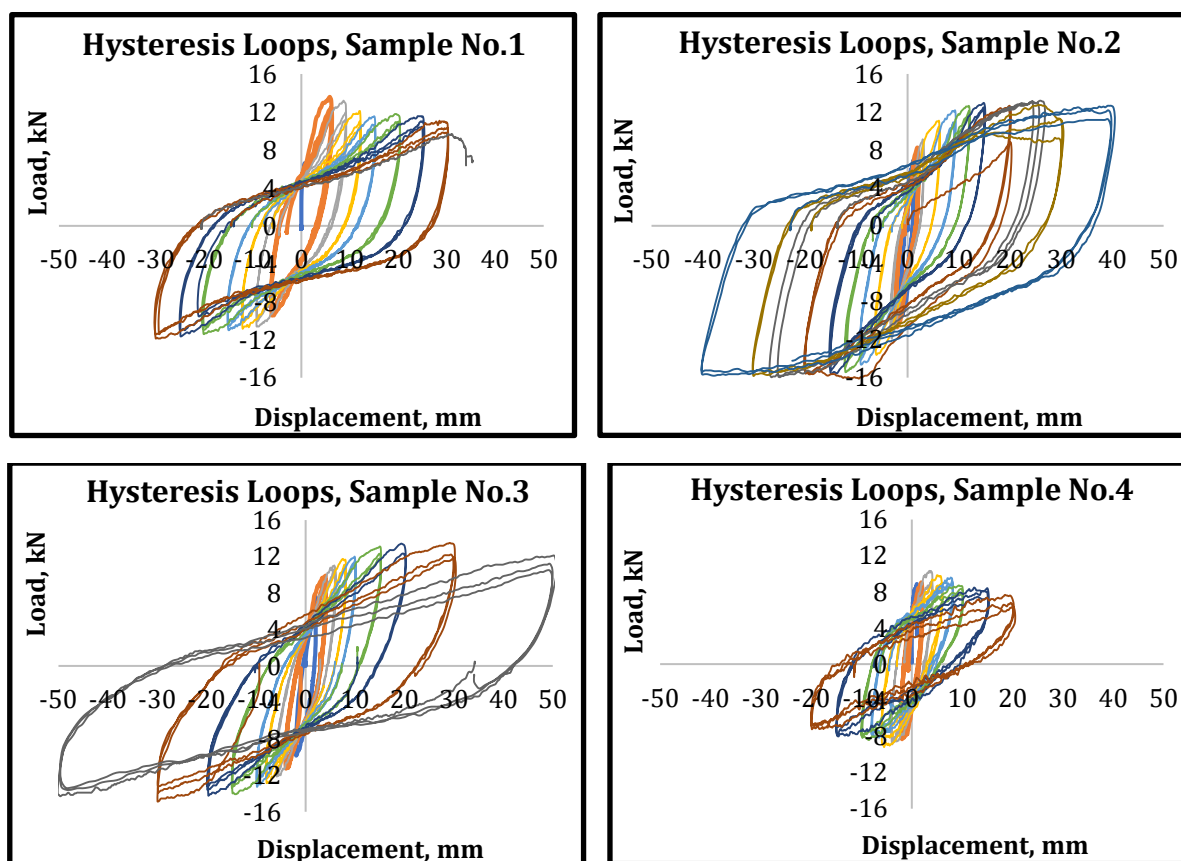 Hysteresis Loops, Sample No.1
16
12
8
4
0
-4
-8
-12
-16
-50 -40 -30 -20 -10 0 10 20 30 40 50
Load, kN
Displacement, mm
Hysteresis Loops, Sample No.2
16
12
8
4
0
-4
-8
-12
-16
-50 -40 -30 -20 -10 0 10 20 30 40 50
Load, kN
Displacement, mm
Hysteresis Loops, Sample No.3
16
12
8
4
0
-4
-8
-12
-16
-50 -40 -30 -20 -10 0 10 20 30 40 50
Load, kN
Displacement, mm
Hysteresis Loops, Sample No.4
16
12
8
4
0
-4
-8
-12
-16
-50 -40 -30 -20 -10 0 10 20 30 40 50
Load, kN
Displacement, mm